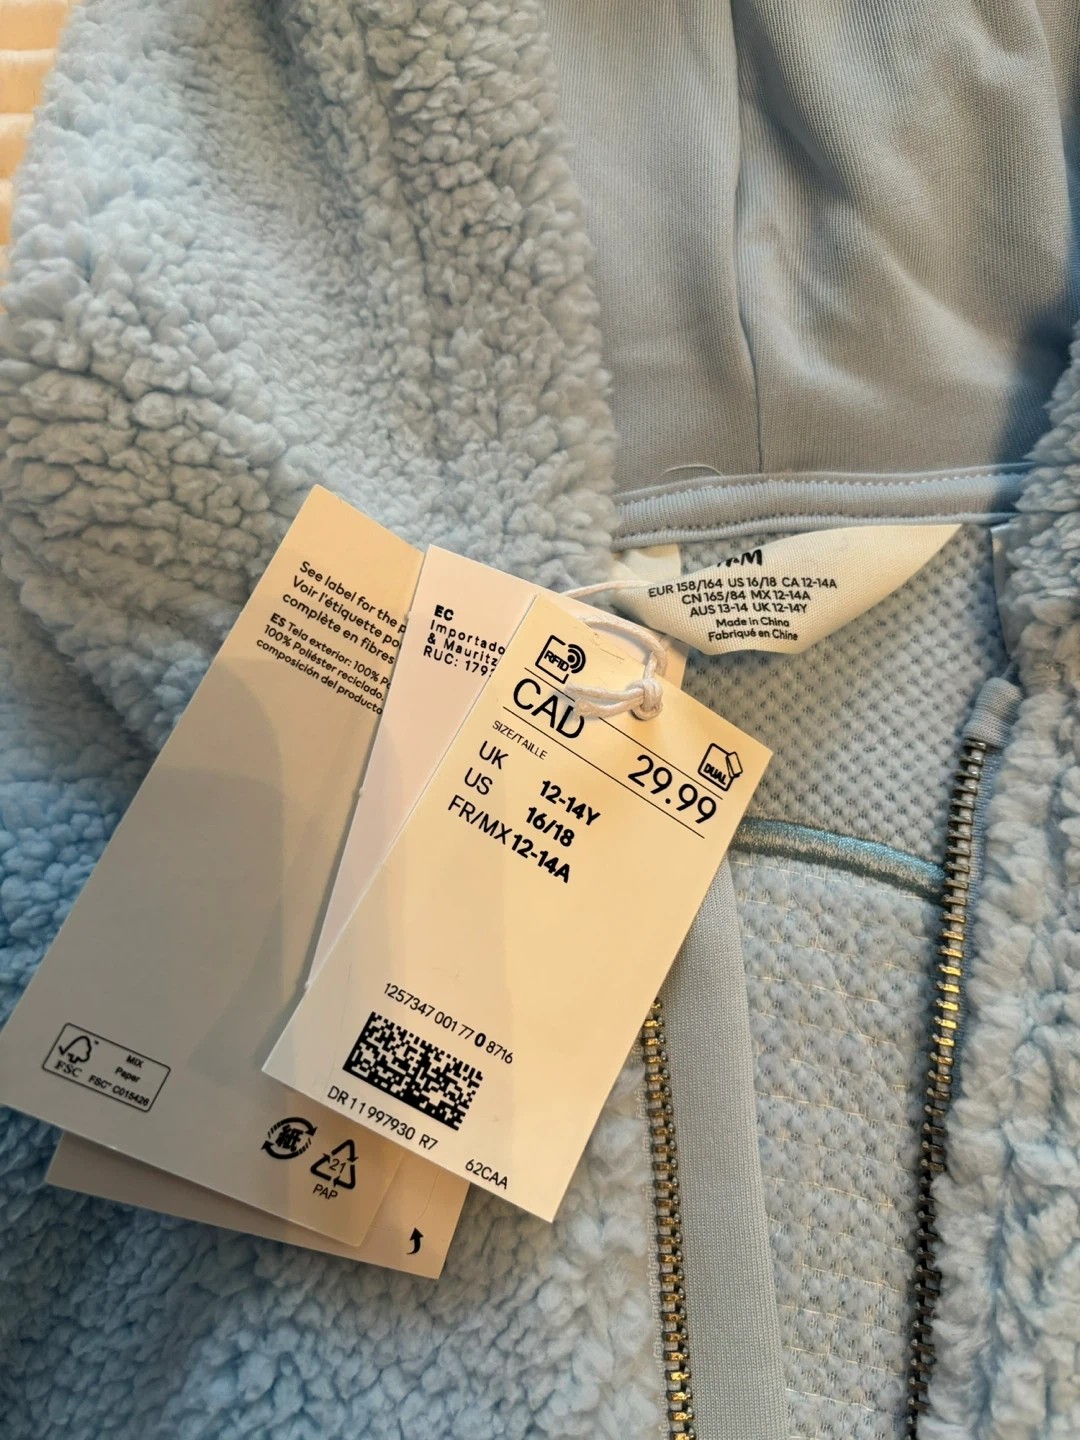 See label for the p
Voir l'étiquette po
complète en fibres
ES Tela exterior: 100% P
100% Poliéster reciclado.
composición del producto
MIX
Paper
FSC™ C015426
FSC
紙
21
PAP
EC
Importado
& Mauritz
RUC: 179
RFID
CAD
29.99
DUAL
SIZE/TAILLE
UK 12-14Y
US 16/18
FR/MX 12-14A
1257347 001 77 0 8716
DR 1 1 997930 R7
62CAA
EUR 158/164 US 16/18 CA 12-14A
CN 165/84 MX 12-14A
AUS 13-14 UK 12-14Y
Made in China
Fabriqué en Chine